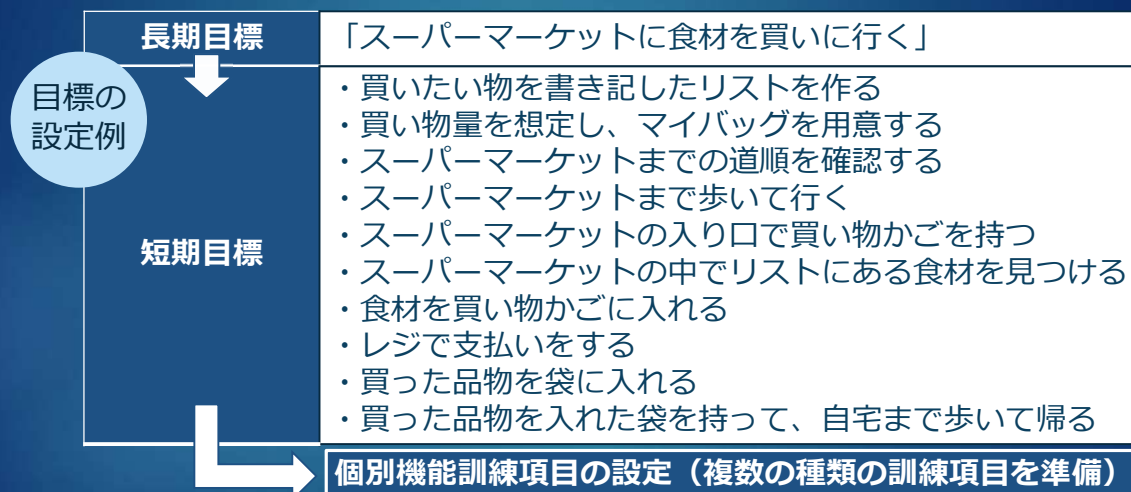 目標の
設定例
長期目標
「スーパーマーケットに食材を買いに行く」
短期目標
・買いたい物を書き記したリストを作る
・買い物量を想定し、マイバッグを用意する
・スーパーマーケットまでの道順を確認する
・スーパーマーケットまで歩いて行く
・スーパーマーケットの入り口で買い物かごを持つ
・スーパーマーケットの中でリストにある食材を見つける
・食材を買い物かごに入れる
・レジで支払いをする
・買った品物を袋に入れる
・買った品物を入れた袋を持って、自宅まで歩いて帰る
個別機能訓練項目の設定（複数の種類の訓練項目を準備）